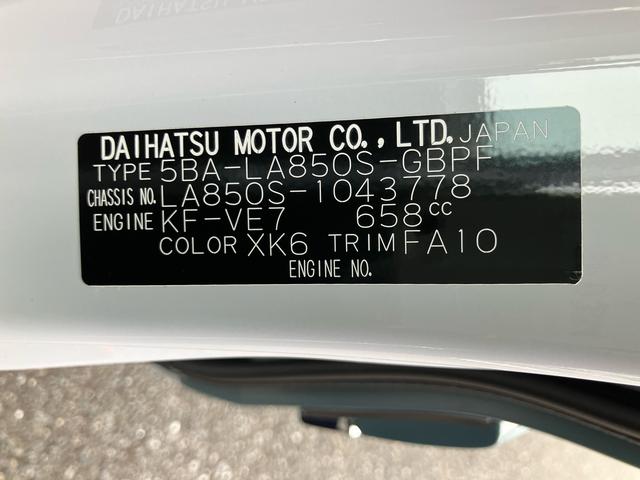 DAIHATSU MOTOR CO., LTD. JAPAN
TYPE 5BA-LA850S-GBPF
CHASSIS NO. LA850S-1043778
ENGINE KF-VE7 658cc
COLOR XK6 TRIM FA10
ENGINE NO.